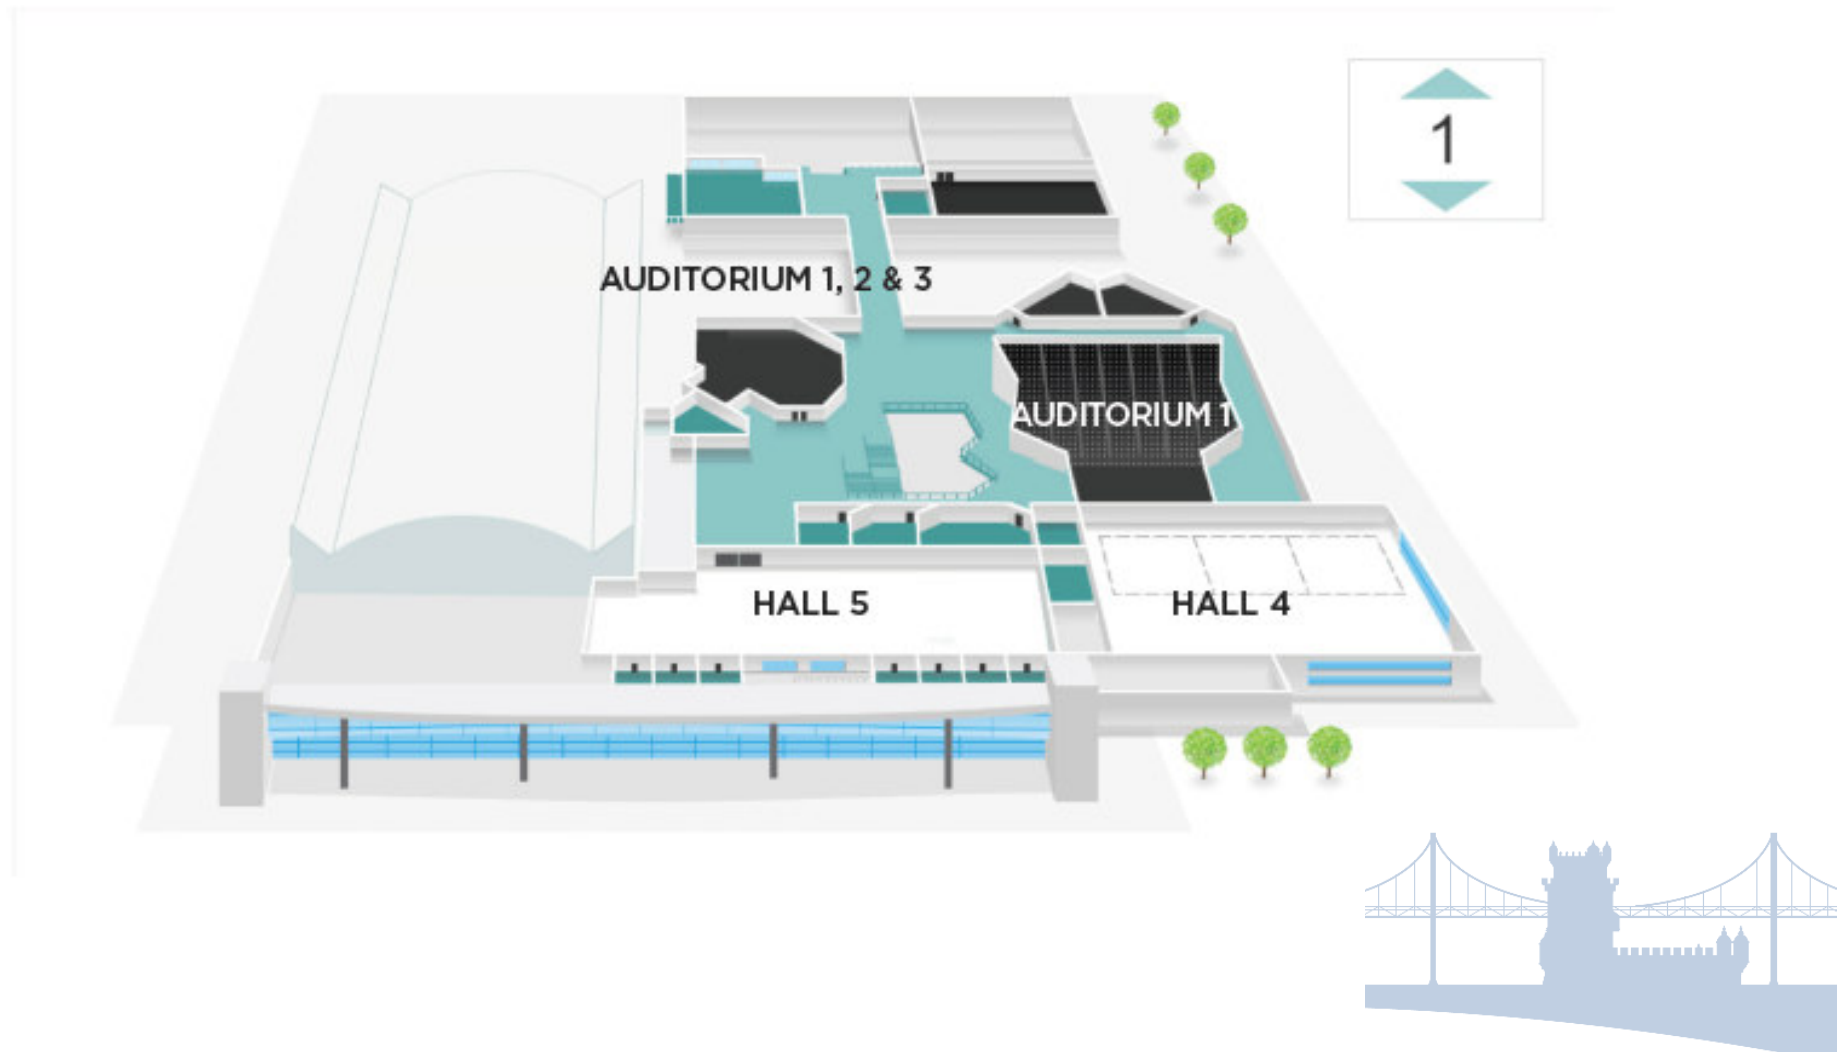 1
AUDITORIUM 1, 2 & 3
AUDITORIUM 1
HALL 5
HALL 4